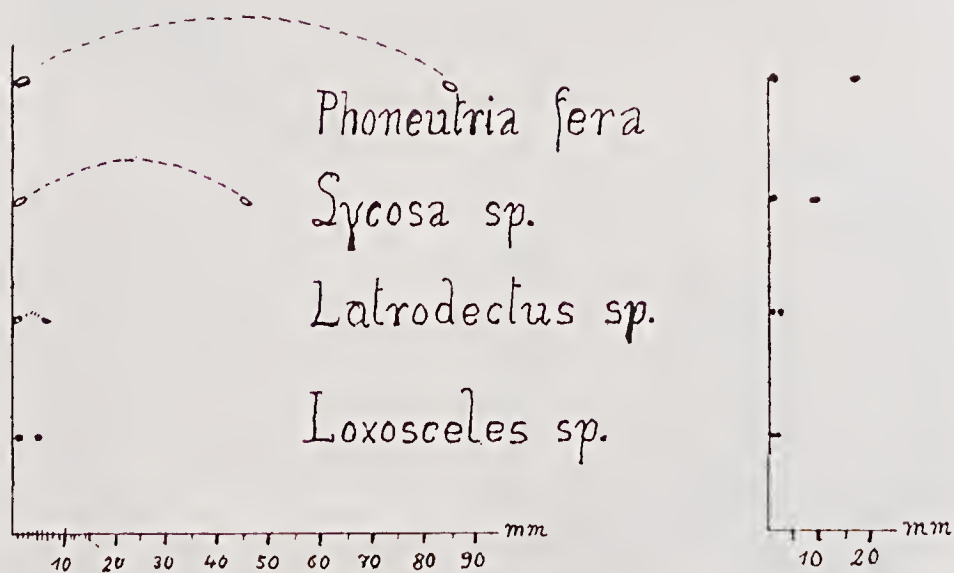 Phoneutria fera
Lycosa sp.
Latrodectus sp.
Loxosceles sp.
mm
10 20 30 40 50 60 70 80 90
mm
10 20